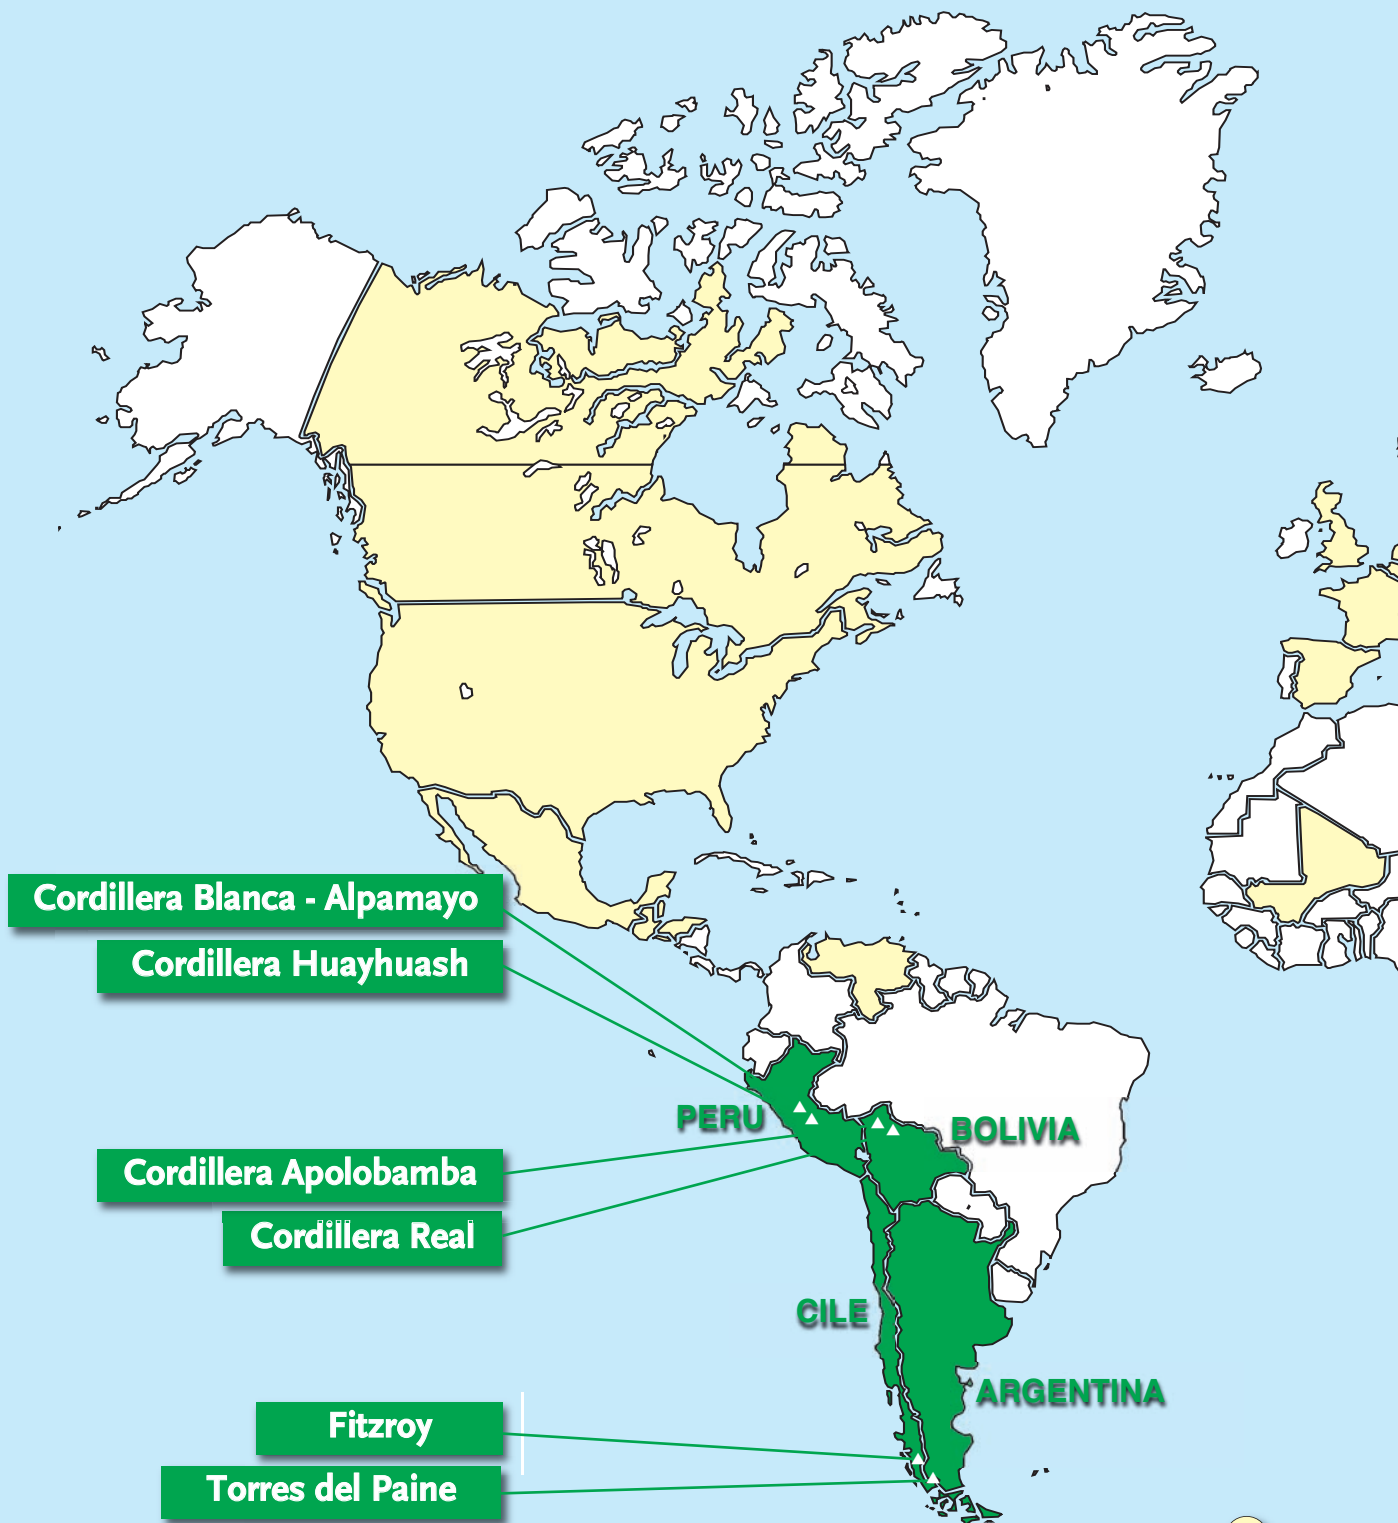 Cordillera Blanca - Alpamayo
Cordillera Huayhuash
PERU
BOLIVIA
Cordillera Apolobamba
Cordillera Real
CILE
ARGENTINA
Fitzroy
Torres del Paine